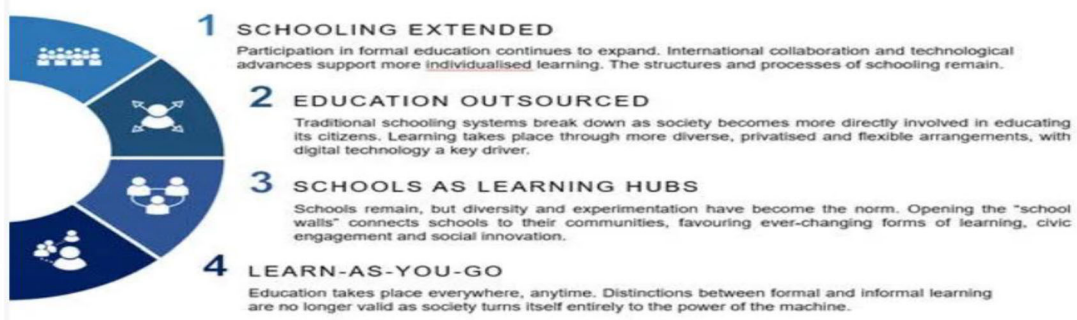 1 SCHOOLING EXTENDED
Participation in formal education continues to expand. International collaboration and technological
advances support more individualised learning. The structures and processes of schooling remain.
2 EDUCATION OUTSOURCED
Traditional schooling systems break down as society becomes more directly involved in educating
its citizens. Learning takes place through more diverse, privatised and flexible arrangements, with
digital technology a key driver.
3 SCHOOLS AS LEARNING HUBS
Schools remain, but diversity and experimentation have become the norm. Opening the "school
walls" connects schools to their communities, favouring ever-changing forms of learning, civic
engagement and social innovation.
4 LEARN-AS-YOU-GO
Education takes place everywhere, anytime. Distinctions between formal and informal learning
are no longer valid as society turns itself entirely to the power of the machine.